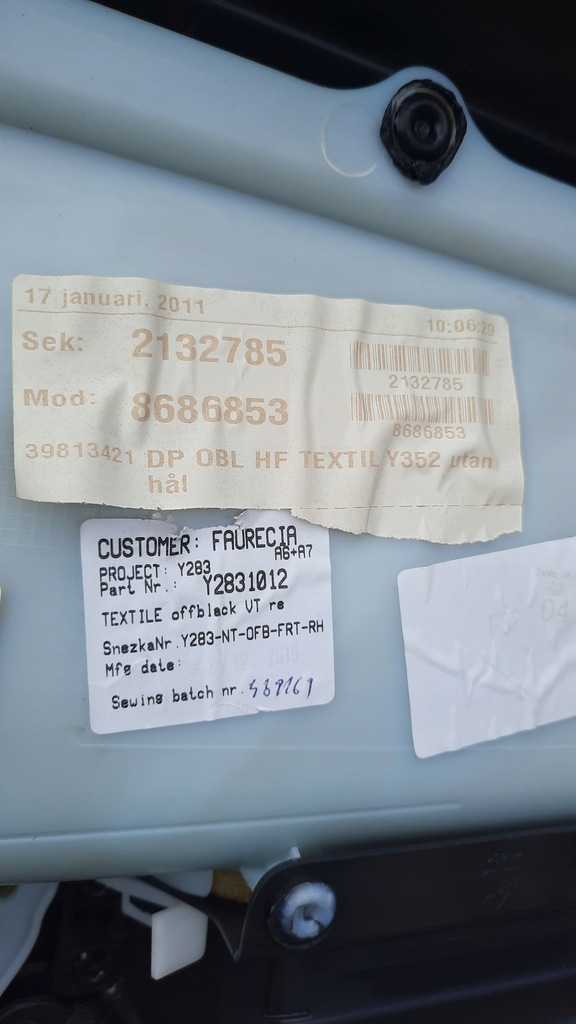 17 januari, 2011
10:06:29
Sek: 2132785
2132785
Mod: 8686853
8686853
39813421 DP OBL HF TEXTIL Y352 utan
hål
CUSTOMER: FAURECIA
A6+A7
PROJECT: Y283
Part Nr.: Y2831012
TEXTILE offblack VT re
SnezkaNr.Y283-NT-OFB-FRT-RH
Mfg date:
Sewing batch nr.
04